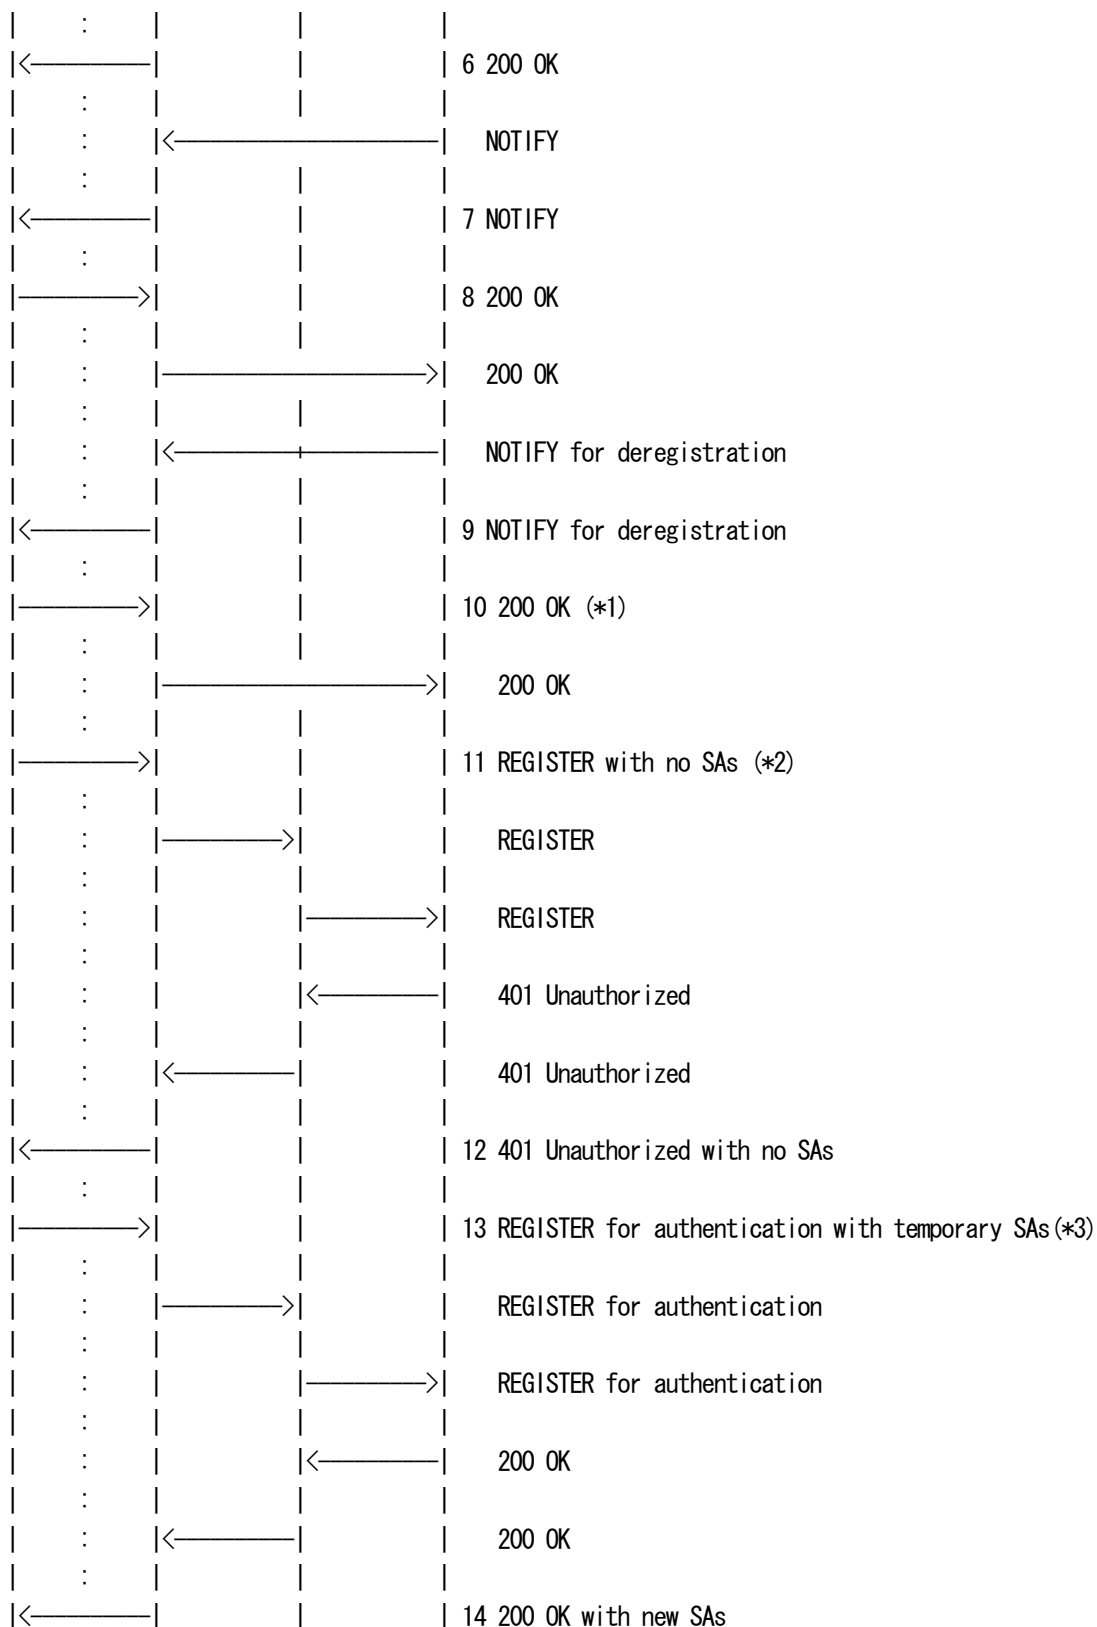 6 200 OK
NOTIFY
7 NOTIFY
8 200 OK
200 OK
NOTIFY for deregistration
9 NOTIFY for deregistration
10 200 OK (*1)
200 OK
11 REGISTER with no SAs (*2)
REGISTER
REGISTER
401 Unauthorized
401 Unauthorized
12 401 Unauthorized with no SAs
13 REGISTER for authentication with temporary SAs(*3)
REGISTER for authentication
REGISTER for authentication
200 OK
200 OK
14 200 OK with new SAs